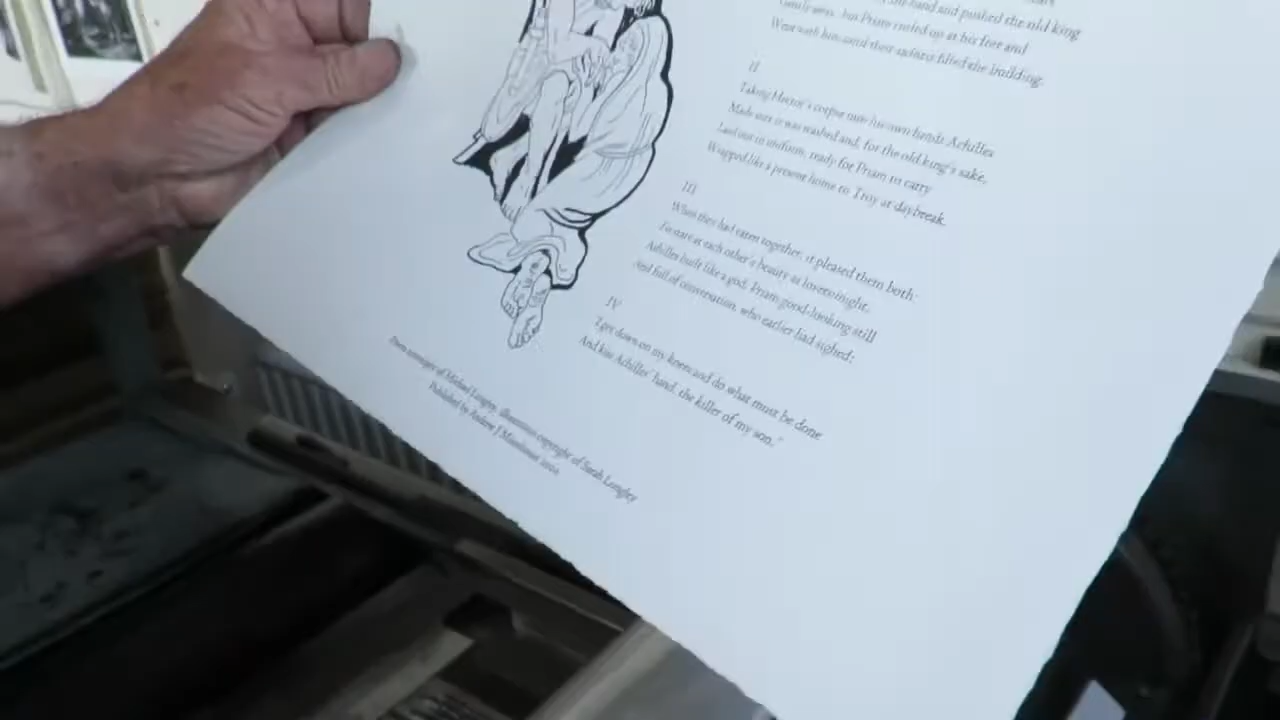 hand and pushed the old king
Gently away, but Priam curled up at his feet and
Wept with him until their sadness filled the building.
II
Taking Hector's corpse into his own hands Achilles
Made sure it was washed and, for the old king's sake,
Laid out in uniform, ready for Priam to carry
Wrapped like a present home to Troy at daybreak.
III
When they had eaten together, it pleased them both
To stare at each other's beauty as lovers might,
Achilles built like a god, Priam good-looking still
And full of conversation, who earlier had sighed:
IV
'I get down on my knees and do what must be done
And kiss Achilles' hand, the killer of my son.'
Poem copyright of Michael Longley, illustration copyright of Sarah Longley
Published by Andrew J Moorhouse